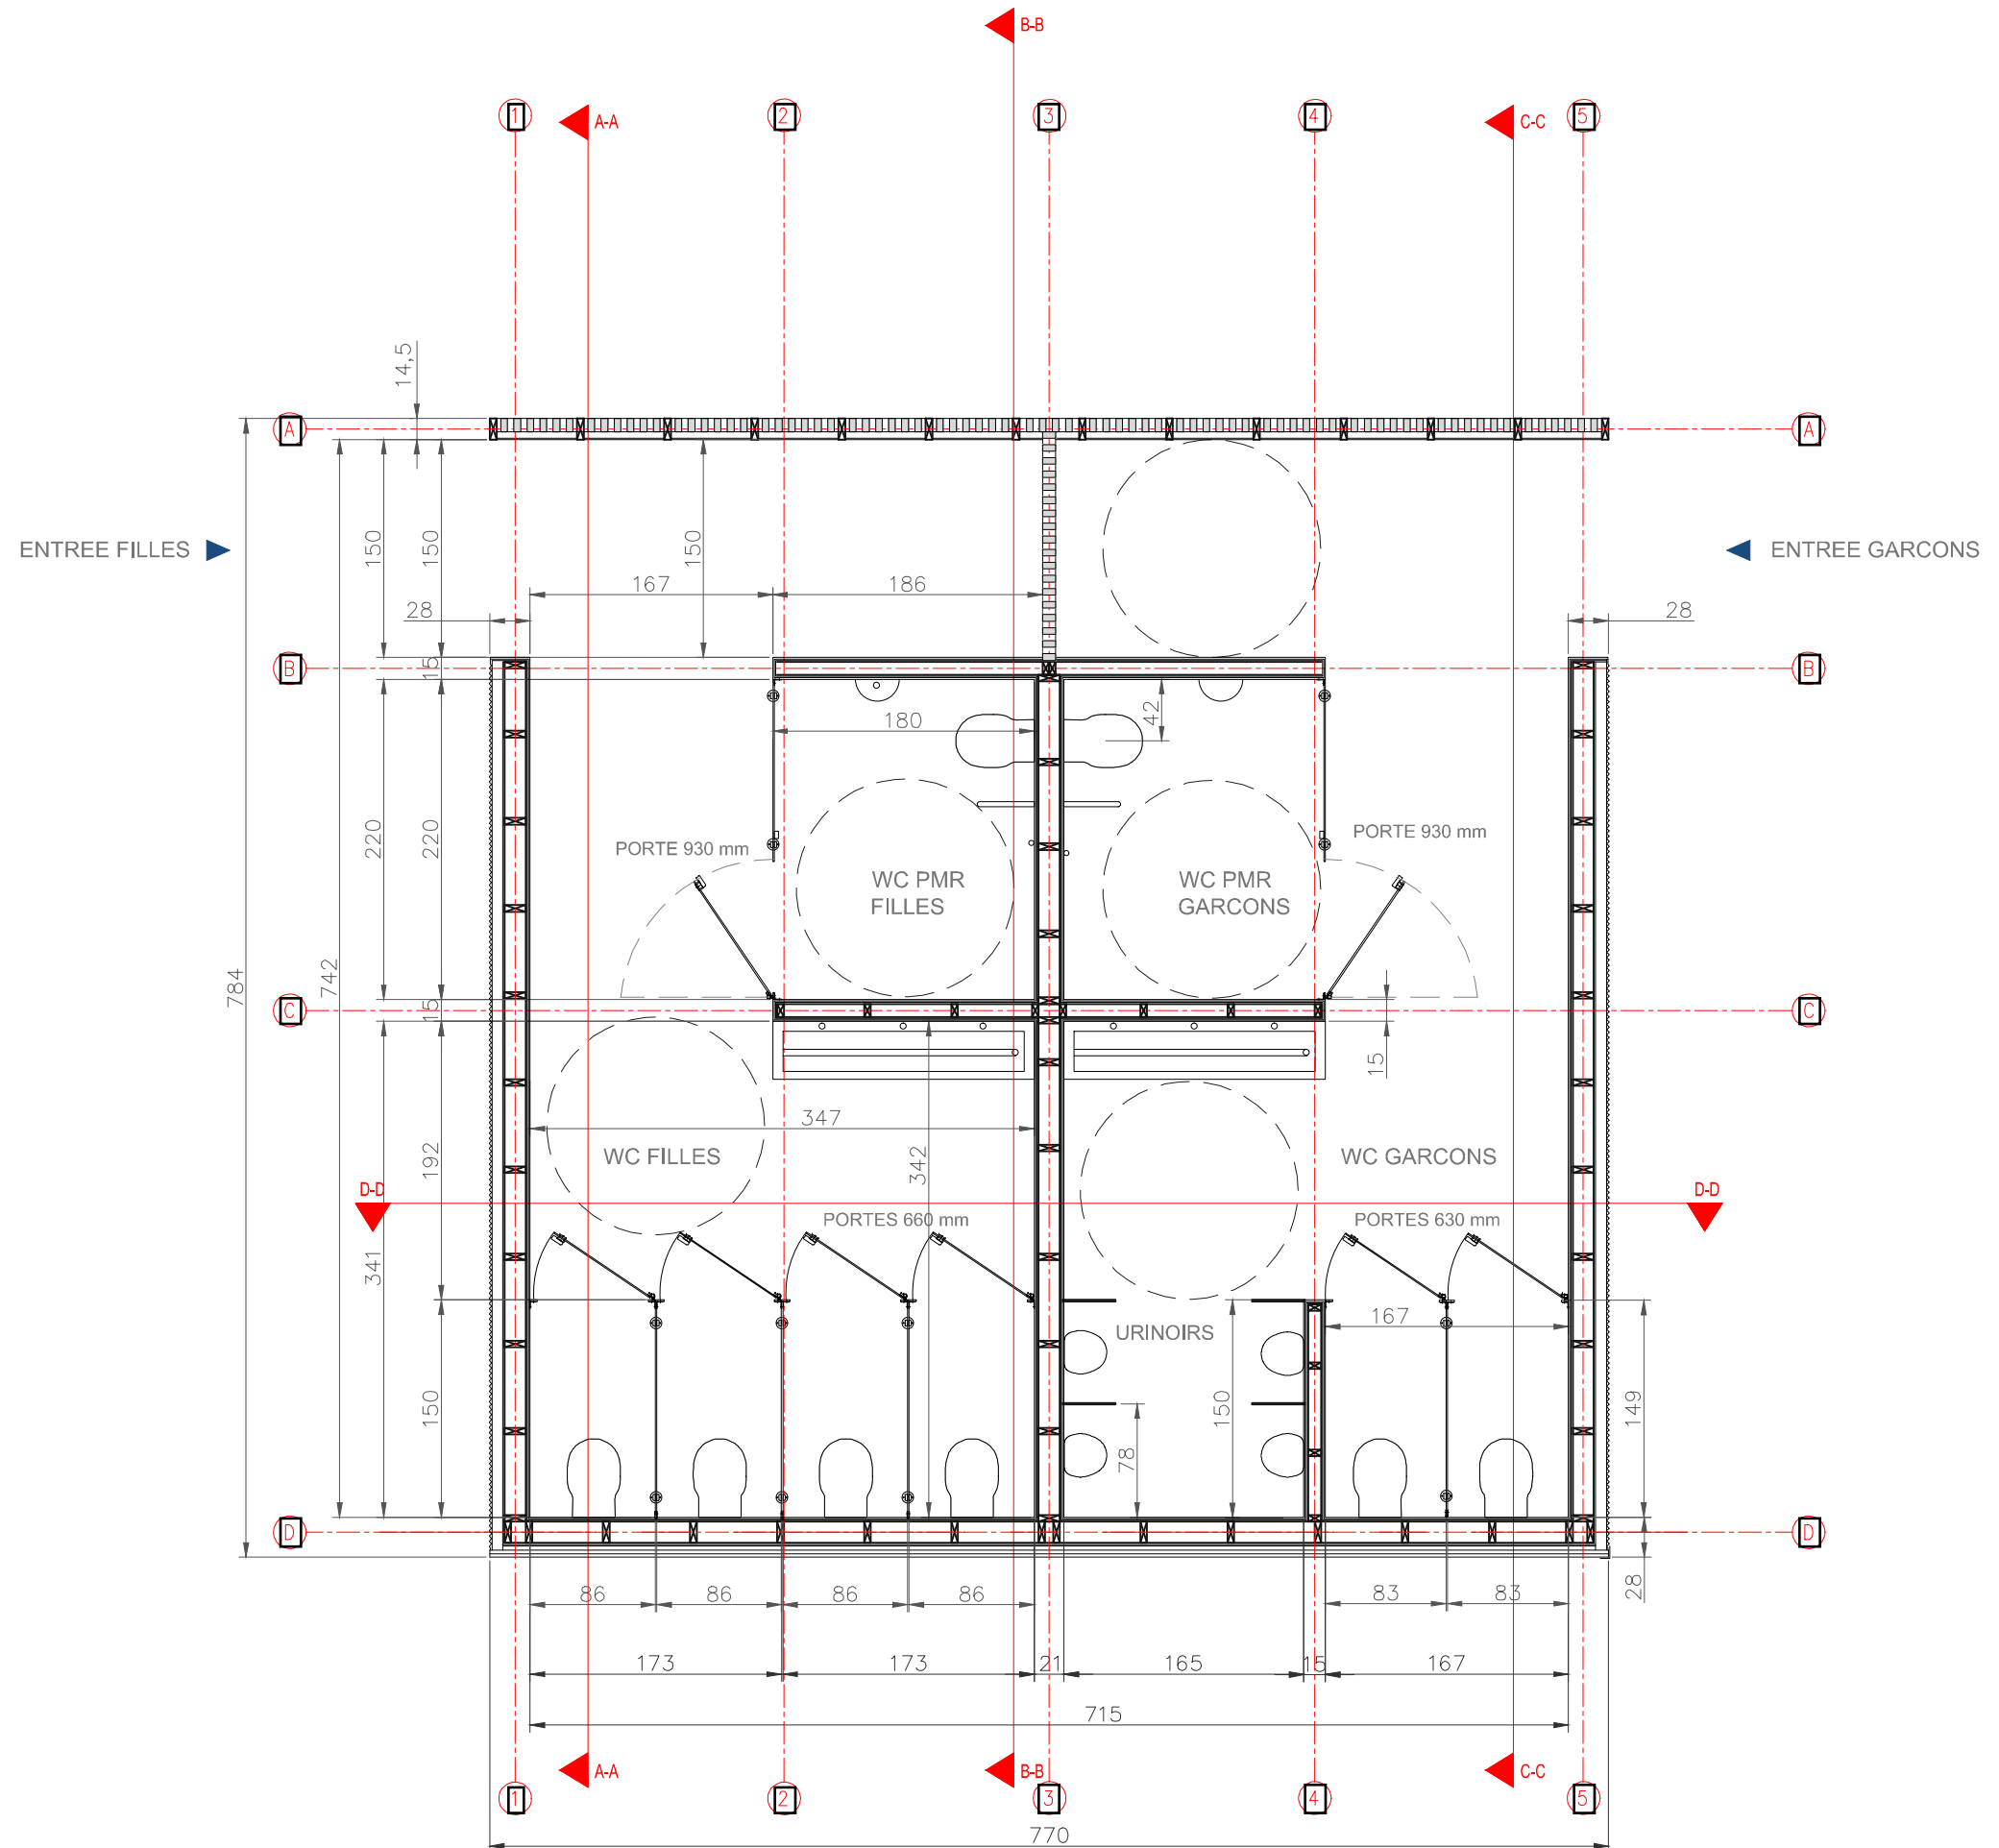 B-B
1
A-A
2
3
4
C-C
5
14,5
A
A
ENTREE FILLES
150
150
150
ENTREE GARCONS
167
186
28
28
B
15
B
180
42
220
220
PORTE 930 mm
PORTE 930 mm
WC PMR
FILLES
WC PMR
GARCONS
784
742
C
15
C
15
347
192
342
WC FILLES
WC GARCONS
D-D
D-D
PORTES 660 mm
PORTES 630 mm
341
167
URINOIRS
150
150
149
78
D
D
28
86
86
86
86
83
83
173
173
21
165
15
167
715
A-A
B-B
C-C
1
2
3
4
5
770